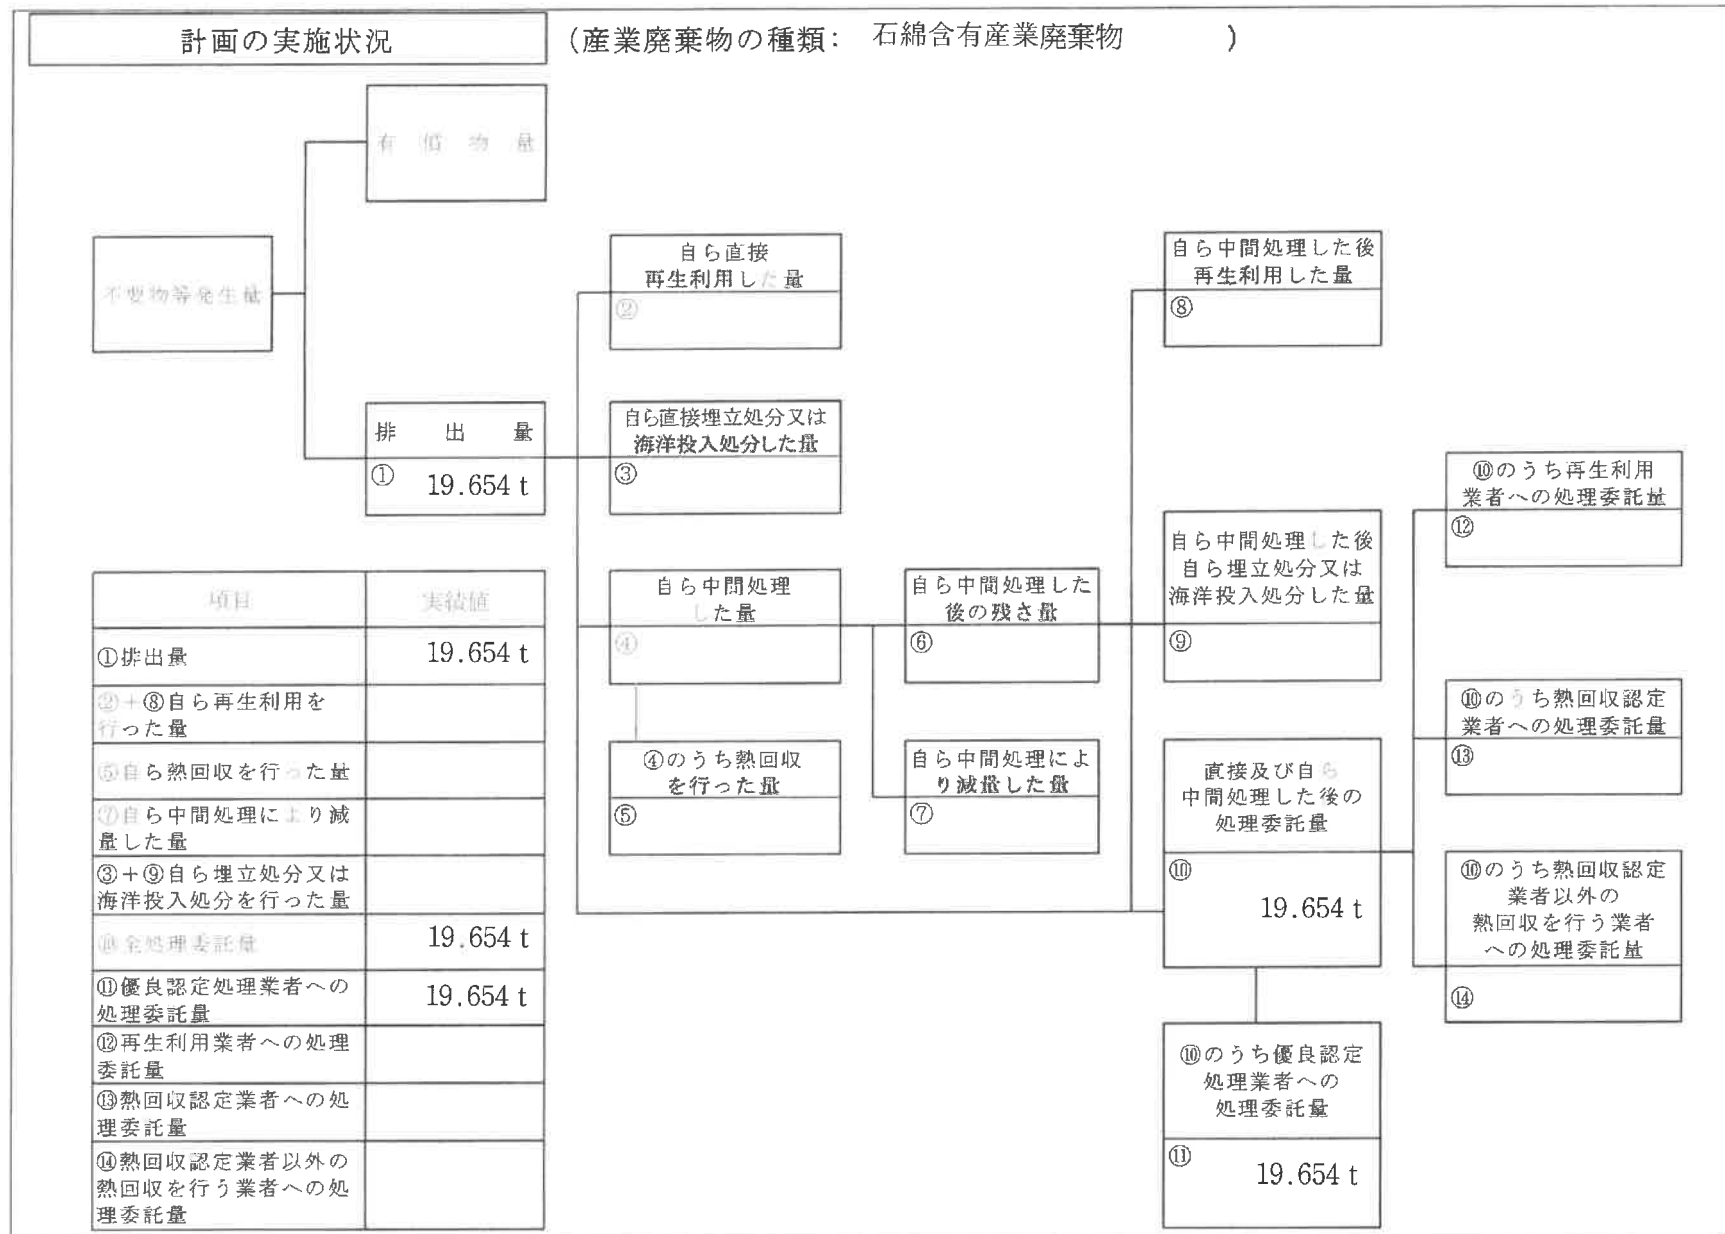 計画の実施状況
(産業廃棄物の種類: 石綿含有産業廃棄物 )
有償物量
不要物等発生量
排出量
① 19.654 t
自ら直接
再生利用した量
②
自ら直接埋立処分又は
海洋投入処分した量
③
自ら中間処理
した量
④
④のうち熱回収
を行った量
⑤
自ら中間処理した
後の残さ量
⑥
自ら中間処理によ
り減量した量
⑦
自ら中間処理した後
再生利用した量
⑧
自ら中間処理した後
自ら埋立処分又は
海洋投入処分した量
⑨
直接及び自ら
中間処理した後の
処理委託量
⑩
19.654 t
⑩のうち優良認定
処理業者への
処理委託量
⑪
19.654 t
⑩のうち再生利用
業者への処理委託量
⑫
⑩のうち熱回収認定
業者への処理委託量
⑬
⑩のうち熱回収認定
業者以外の
熱回収を行う業者
への処理委託量
⑭
項目 実績値
①排出量 19.654 t
②+⑧自ら再生利用を
行った量
⑤自ら熱回収を行った量
⑦自ら中間処理により減
量した量
③+⑨自ら埋立処分又は
海洋投入処分を行った量
⑩全処理委託量 19.654 t
⑪優良認定処理業者への
処理委託量 19.654 t
⑫再生利用業者への処理
委託量
⑬熱回収認定業者への処
理委託量
⑭熱回収認定業者以外の
熱回収を行う業者への処
理委託量